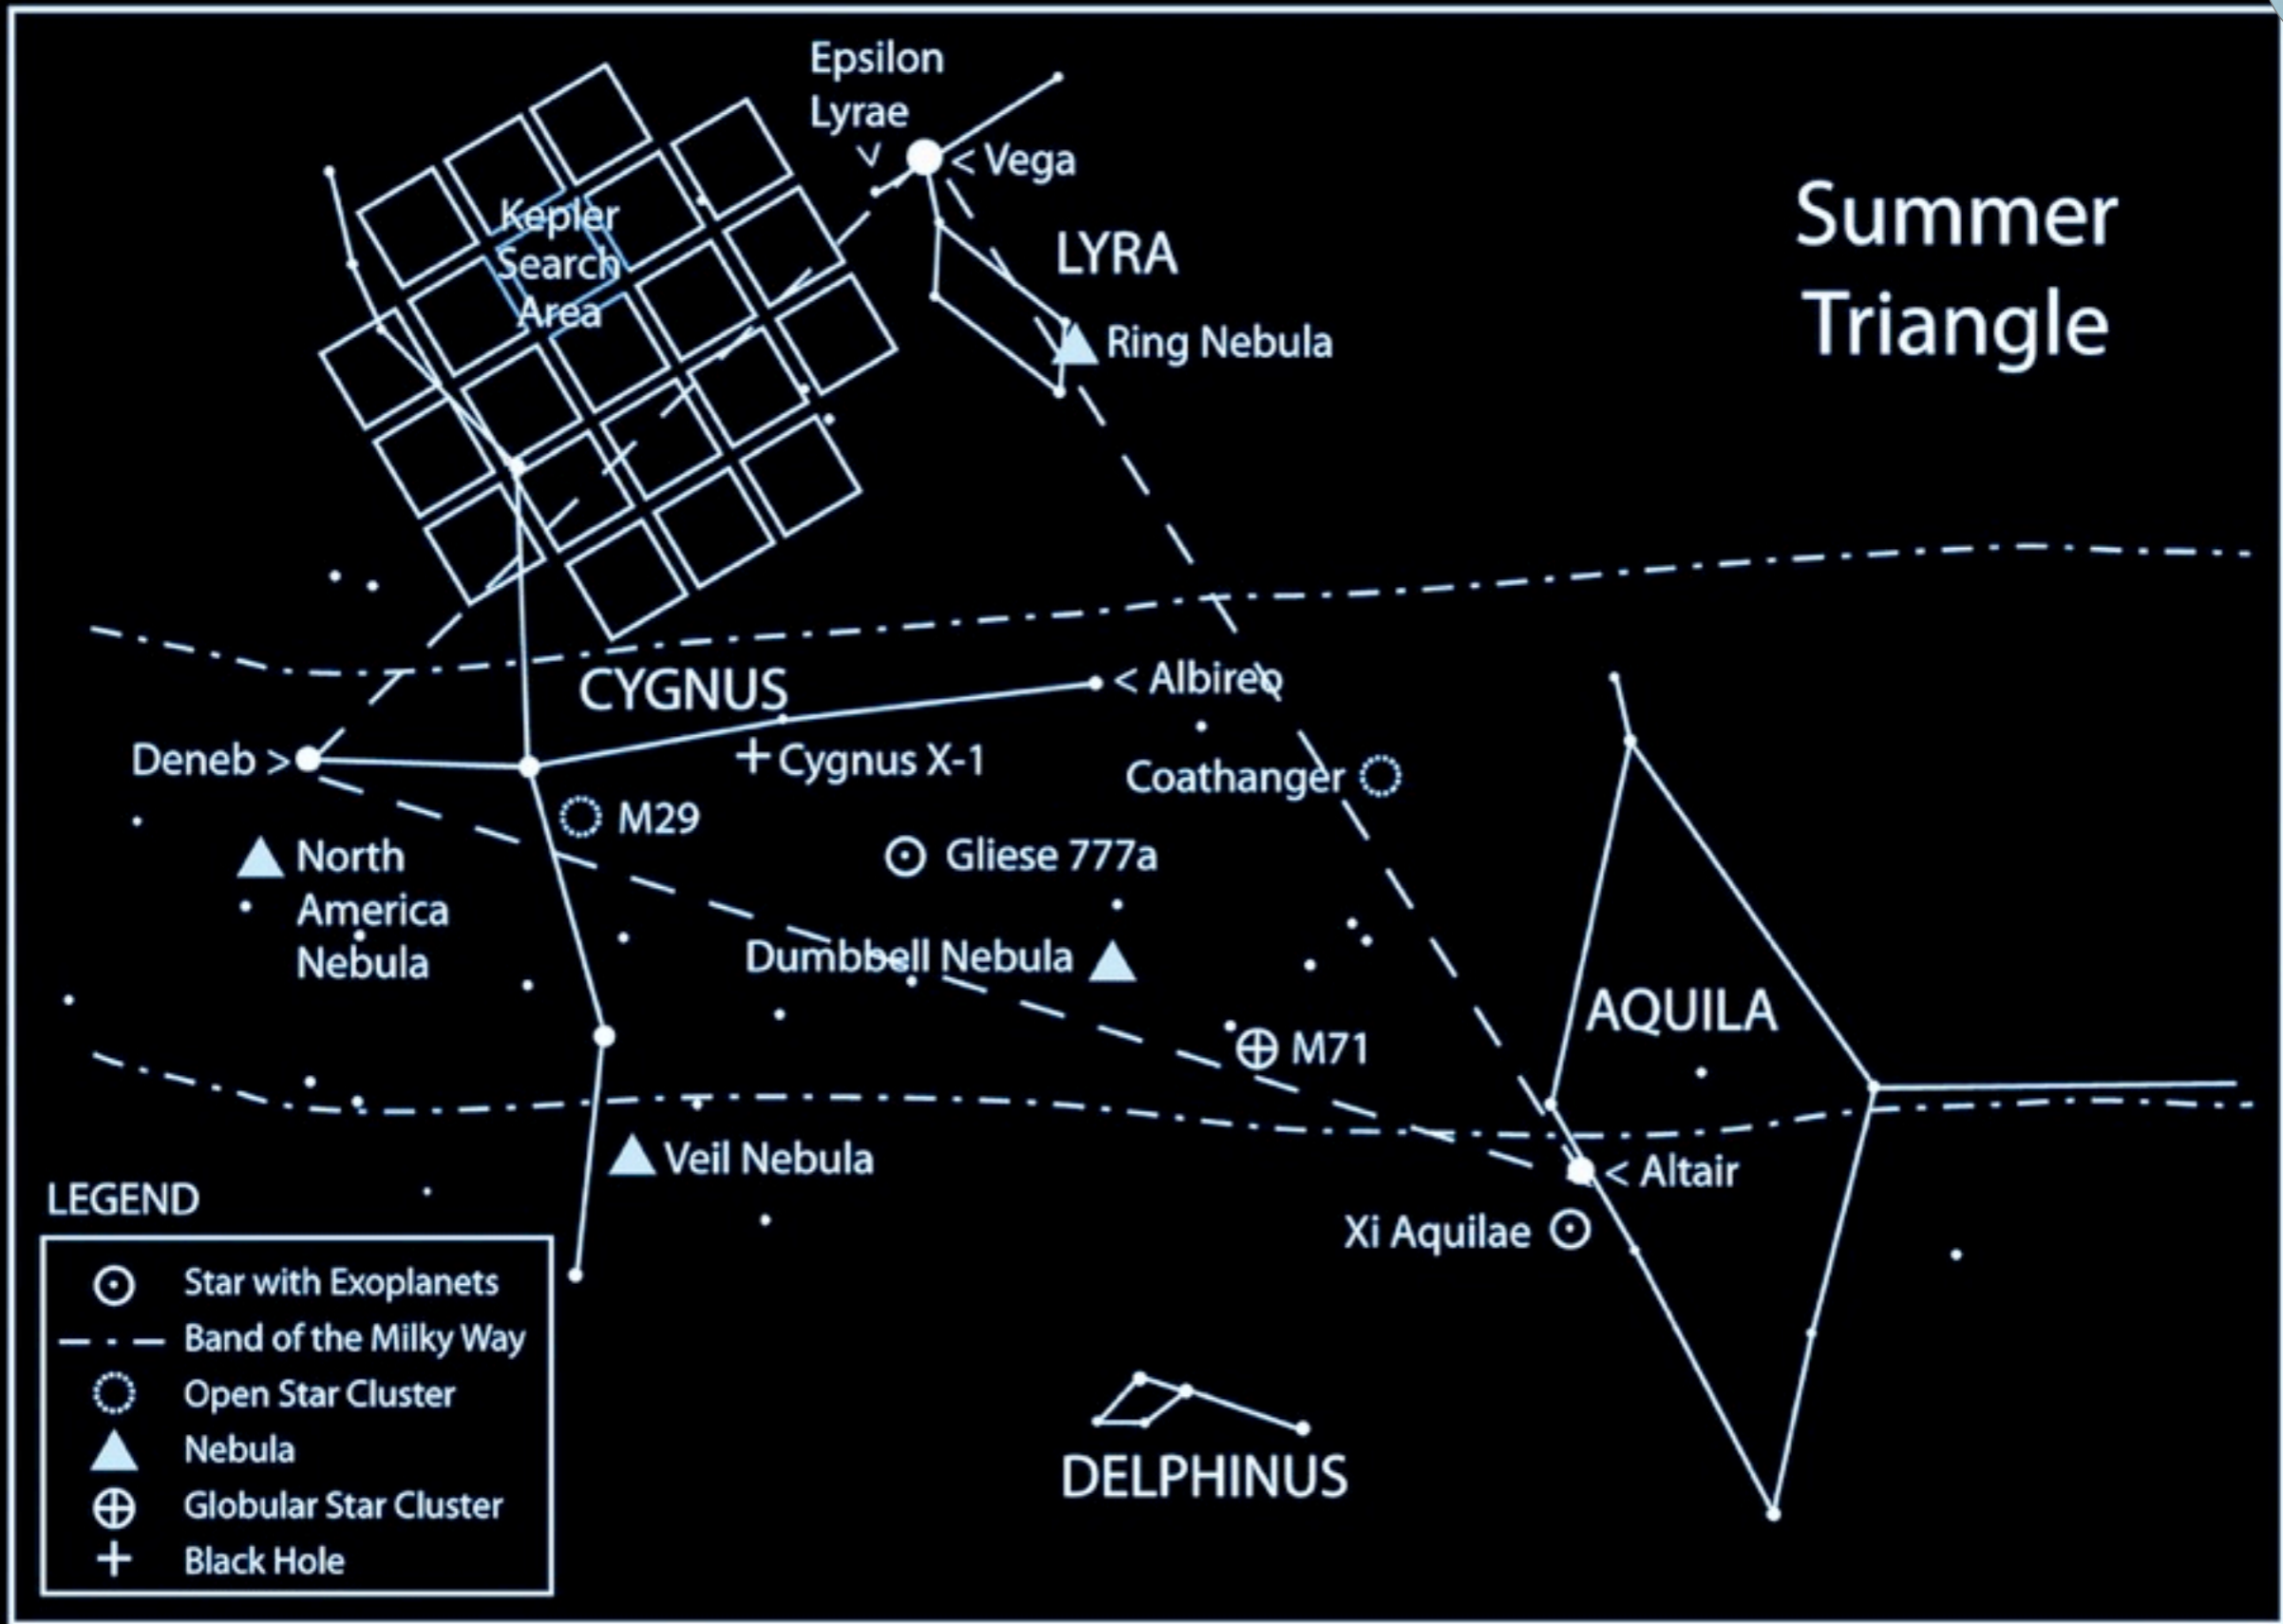 Epsilon
Lyrae
V
< Vega
Summer
Triangle
Kepler
Search
Area
LYRA
Ring Nebula
CYGNUS
< Albireo
Deneb >
Cygnus X-1
Coathanger
M29
North
America
Nebula
Gliese 777a
Dumbbell Nebula
AQUILA
M71
Veil Nebula
< Altair
Xi Aquilae
LEGEND
Star with Exoplanets
Band of the Milky Way
Open Star Cluster
Nebula
Globular Star Cluster
Black Hole
DELPHINUS